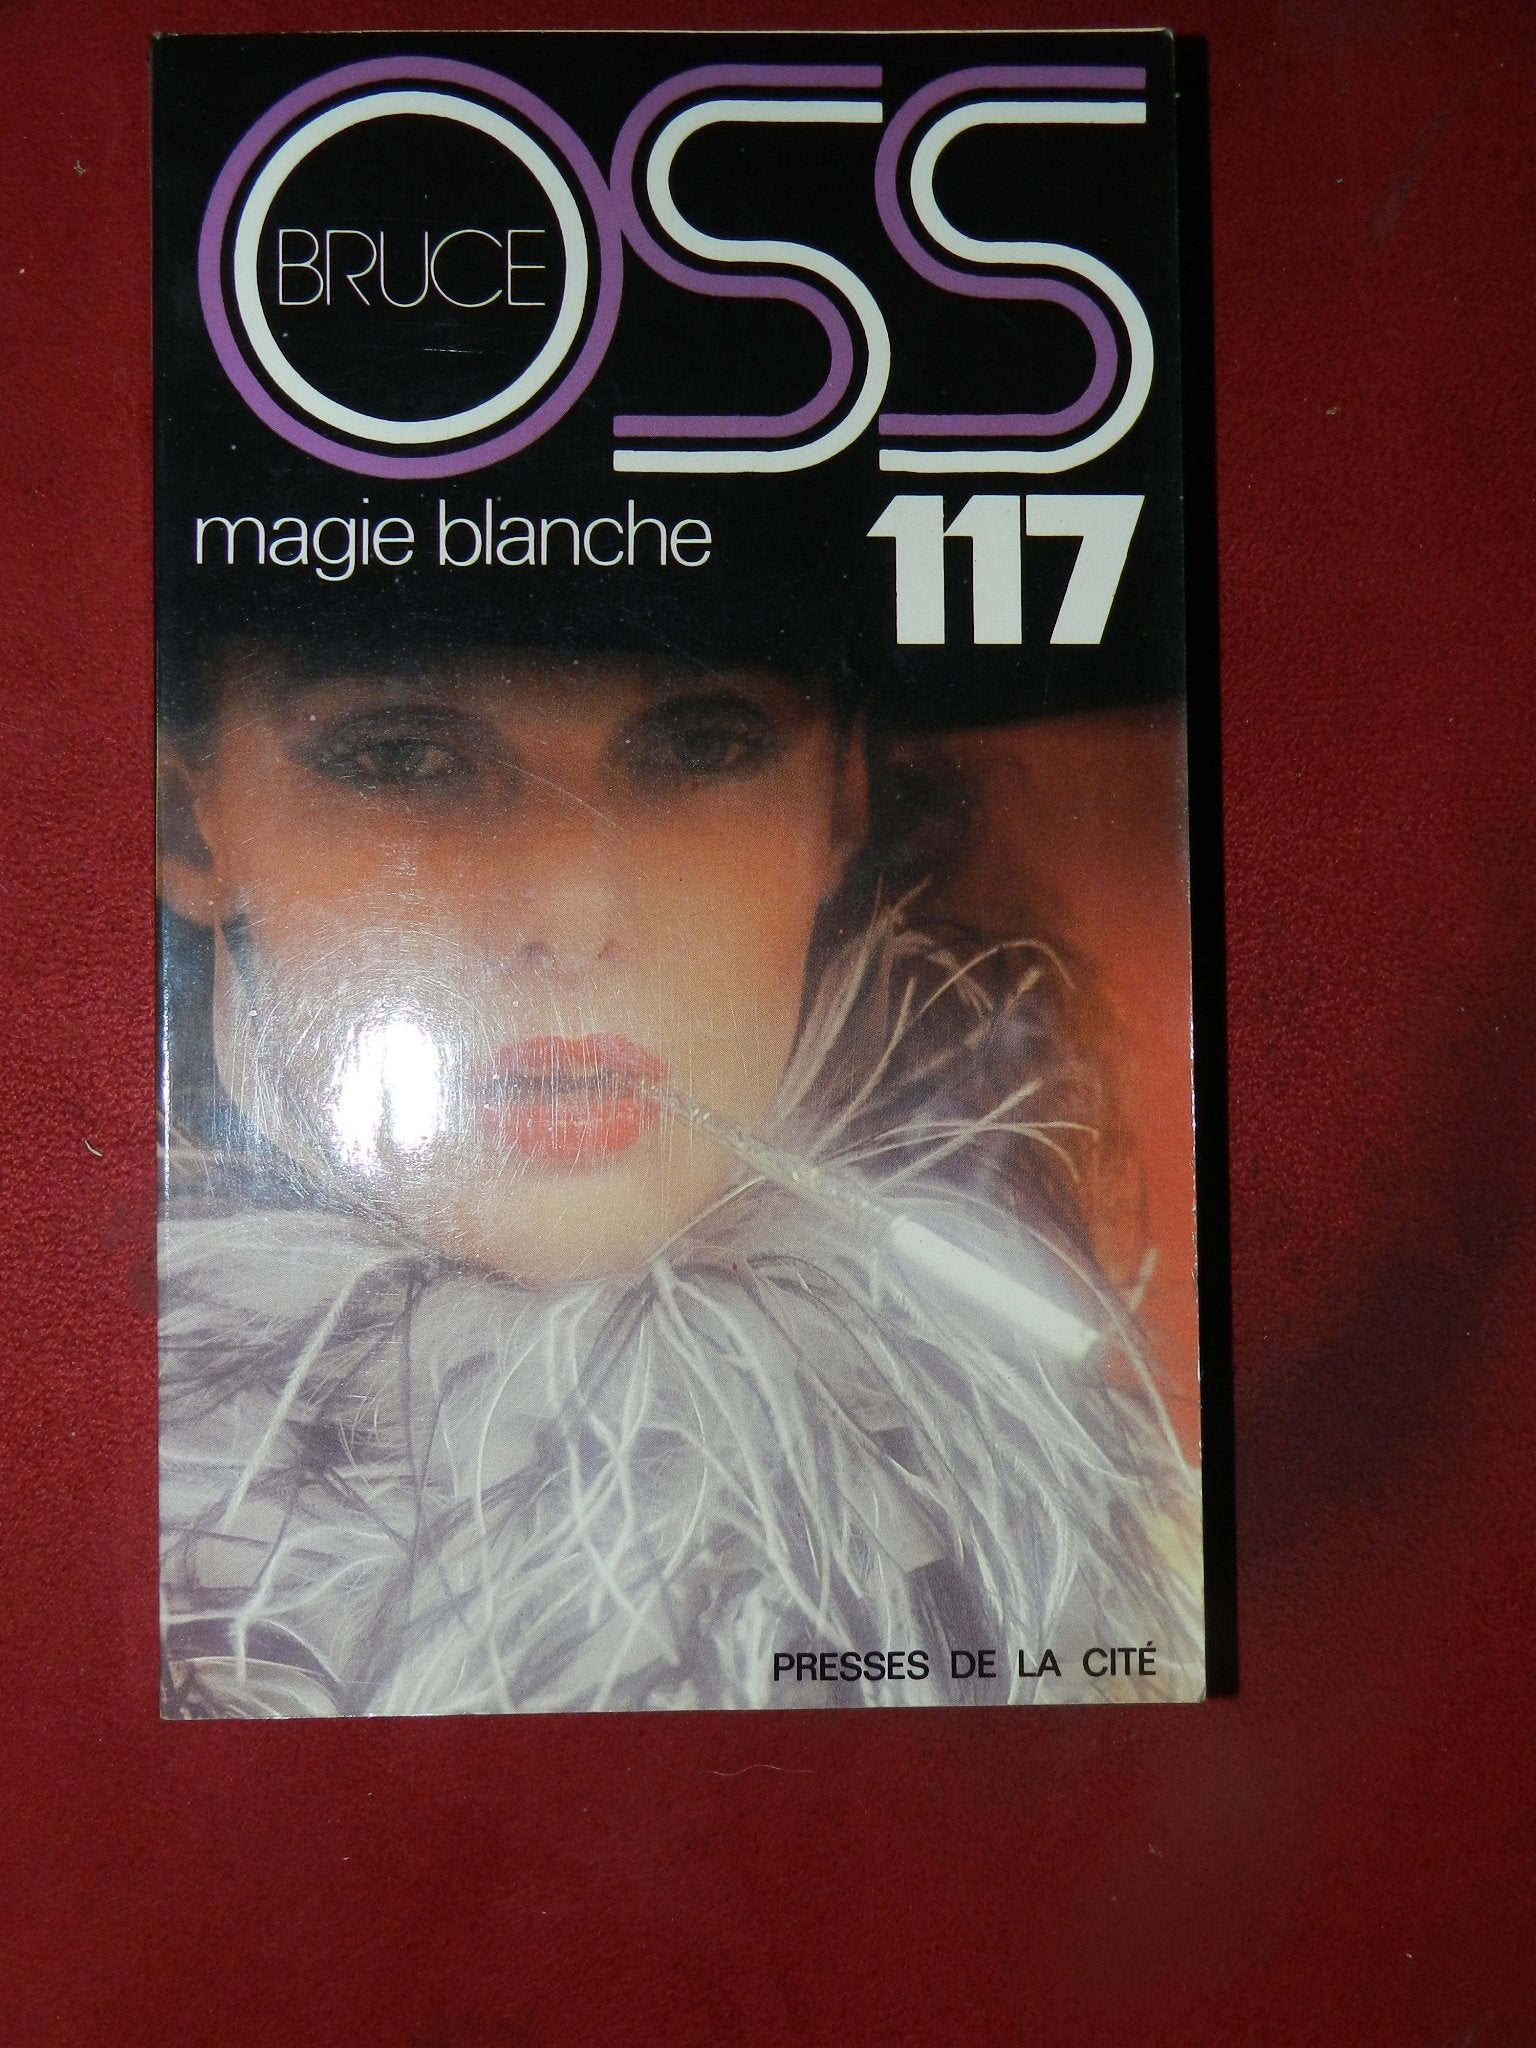 OSS
BRUCE
magie blanche
117
PRESSES DE LA CITÉ